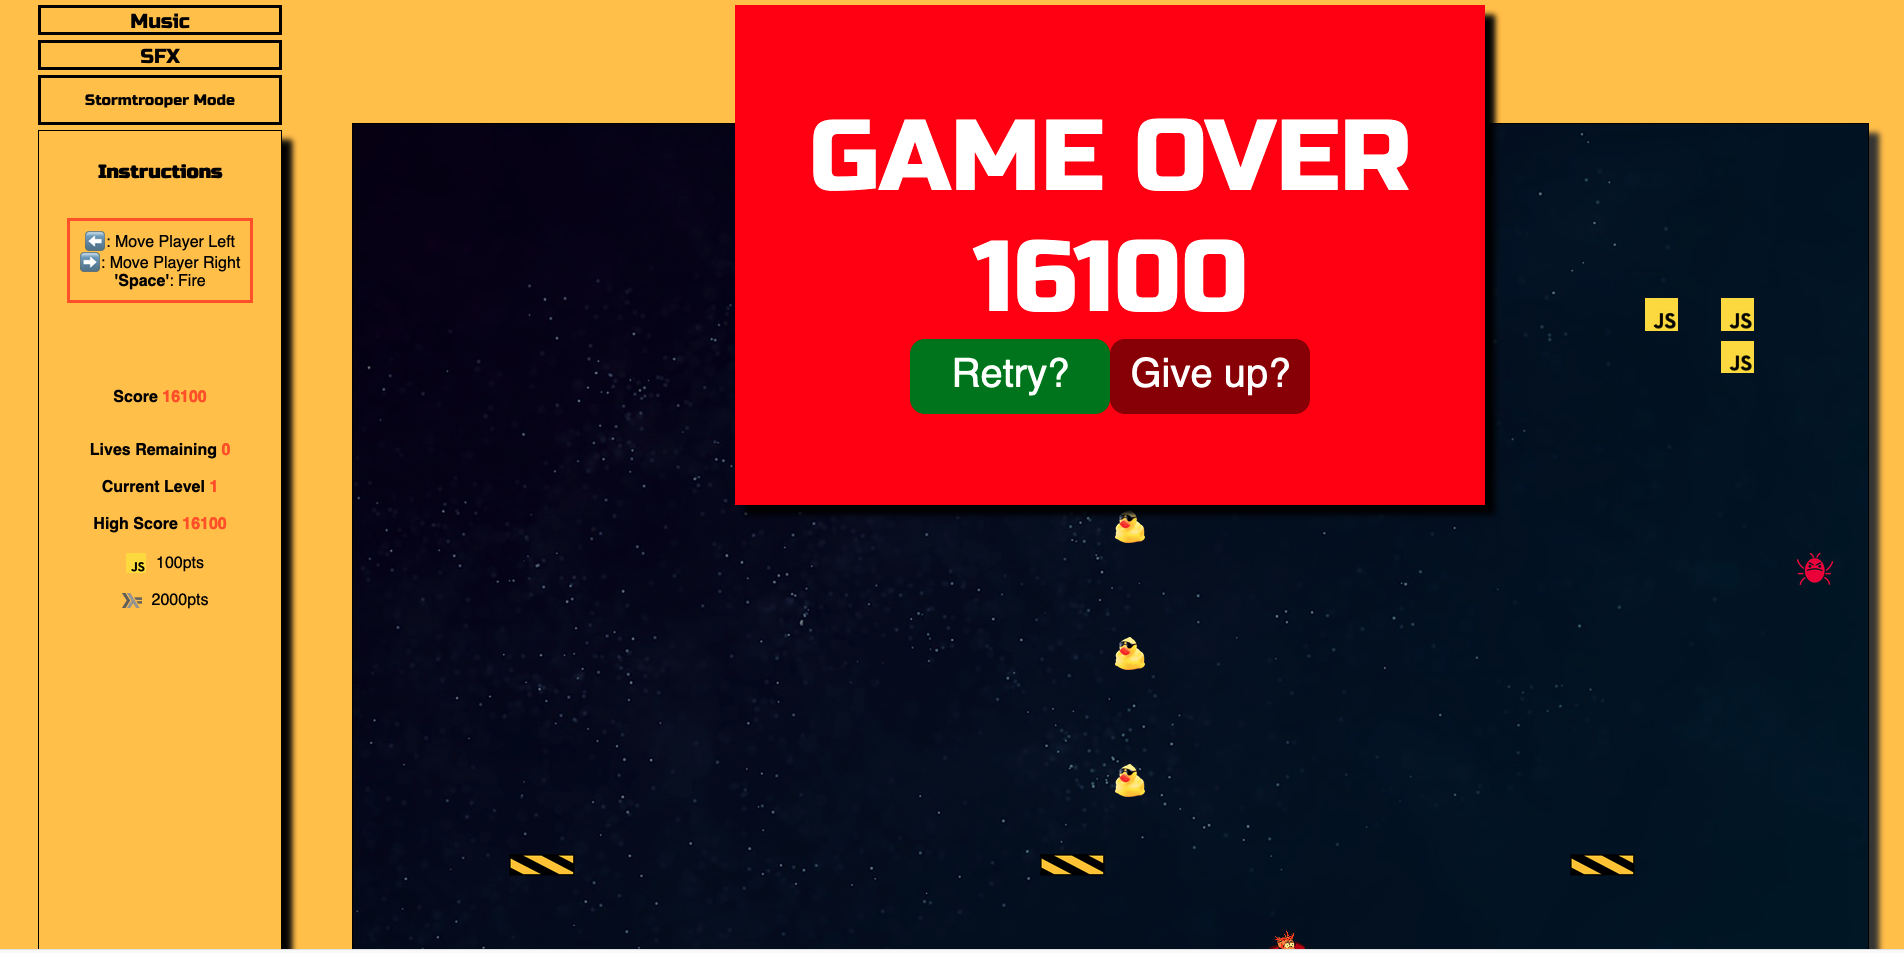 Music
SFX
Stormtrooper Mode
Instructions
⬅️: Move Player Left
➡️: Move Player Right
'Space': Fire
Score 16100
Lives Remaining 0
Current Level 1
High Score 16100
JS 100pts
2000pts
GAME OVER
16100
Retry? Give up?
JS JS
JS